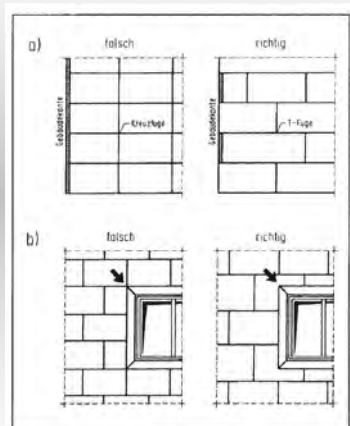 a) falsch richtig
Gebäudekante Kreuzfuge Gebäudekante T-Fuge
b) falsch richtig